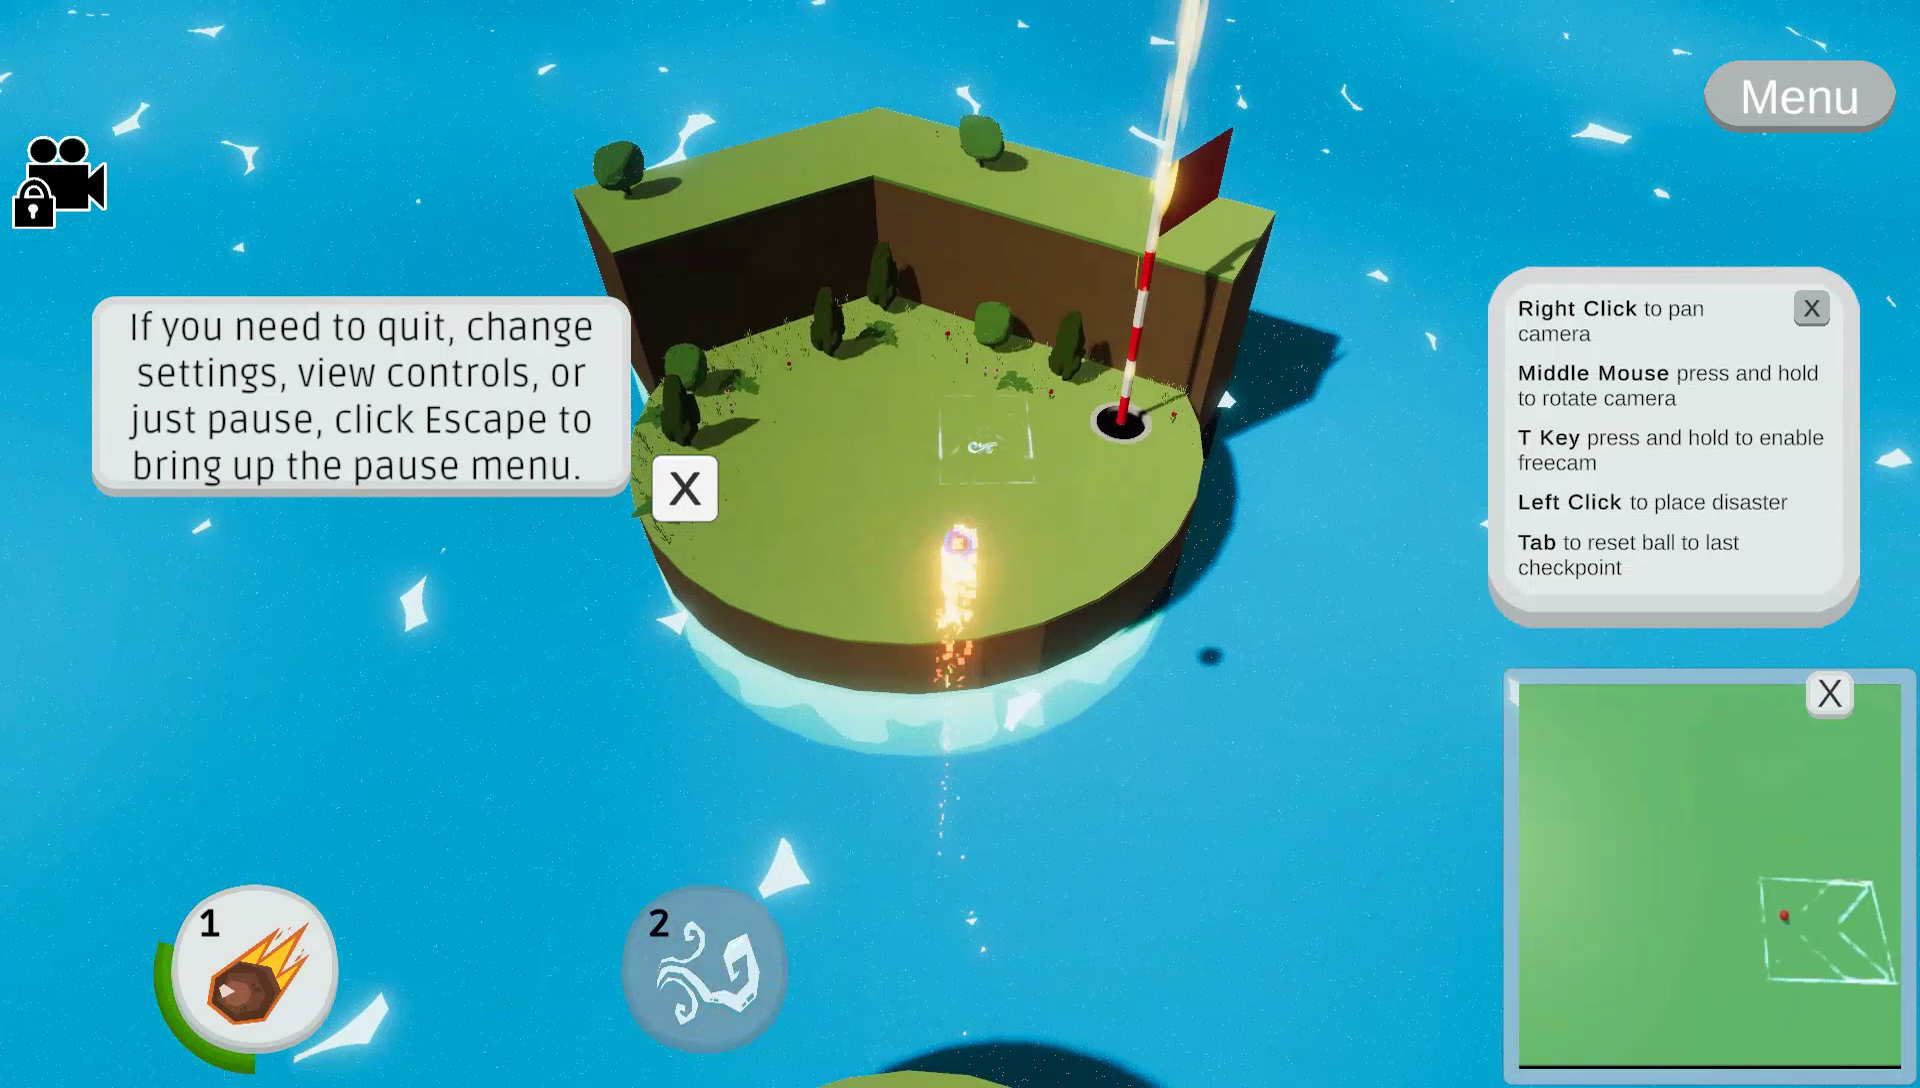 Menu
If you need to quit, change
settings, view controls, or
just pause, click Escape to
bring up the pause menu.
X
Right Click to pan
camera
X
Middle Mouse press and hold
to rotate camera
T Key press and hold to enable
freecam
Left Click to place disaster
Tab to reset ball to last
checkpoint
X
1
2